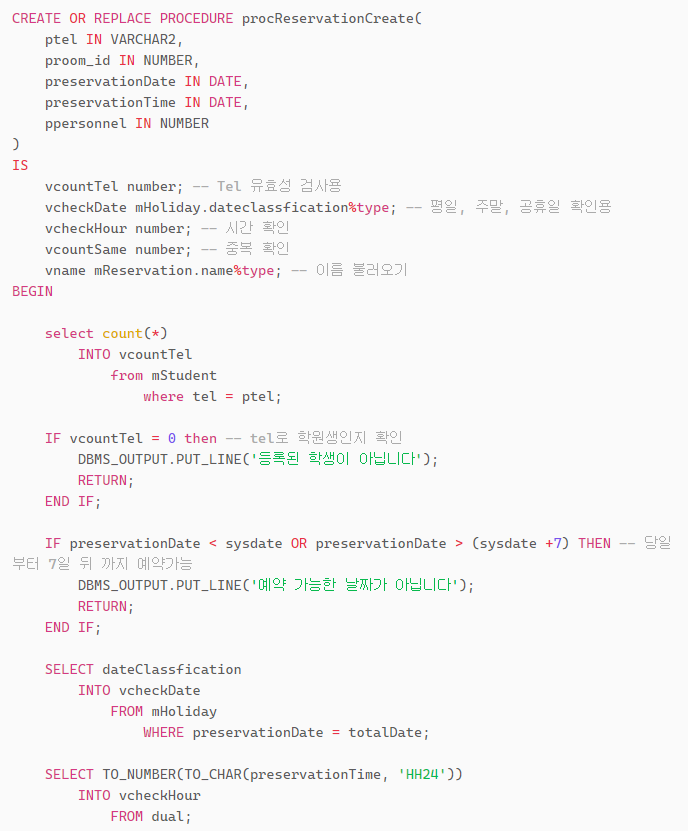 CREATE OR REPLACE PROCEDURE procReservationCreate(
    ptel IN VARCHAR2,
    proom_id IN NUMBER,
    preservationDate IN DATE,
    preservationTime IN DATE,
    ppersonnel IN NUMBER
)
IS
    vcountTel number; -- Tel 유효성 검사용
    vcheckDate mHoliday.dateclassfication%type; -- 평일, 주말, 공휴일 확인용
    vcheckHour number; -- 시간 확인
    vcountSame number; -- 중복 확인
    vname mReservation.name%type; -- 이름 불러오기
BEGIN
    select count(*)
        INTO vcountTel
            from mStudent
                where tel = ptel;
    IF vcountTel = 0 then -- tel로 학원생인지 확인
        DBMS_OUTPUT.PUT_LINE('등록된 학생이 아닙니다');
        RETURN;
    END IF;
    IF preservationDate < sysdate OR preservationDate > (sysdate +7) THEN -- 당일
부터 7일 뒤 까지 예약가능
        DBMS_OUTPUT.PUT_LINE('예약 가능한 날짜가 아닙니다');
        RETURN;
    END IF;
    SELECT dateClassfication
        INTO vcheckDate
            FROM mHoliday
                WHERE preservationDate = totalDate;
    SELECT TO_NUMBER(TO_CHAR(preservationTime, 'HH24'))
        INTO vcheckHour
            FROM dual;